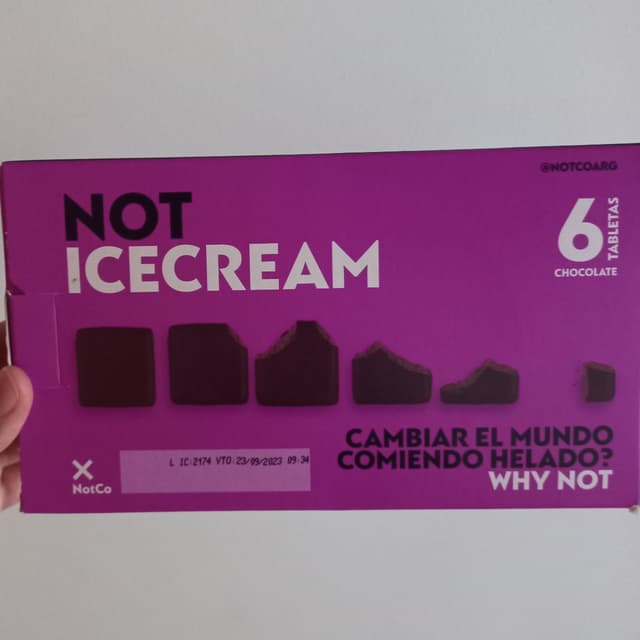 @NOTCOARG
NOT
ICECREAM
6
TABLETAS
CHOCOLATE
L IC:2174 VTO:23/09/2023 09:34
NotCo
CAMBIAR EL MUNDO
COMIENDO HELADO?
WHY NOT